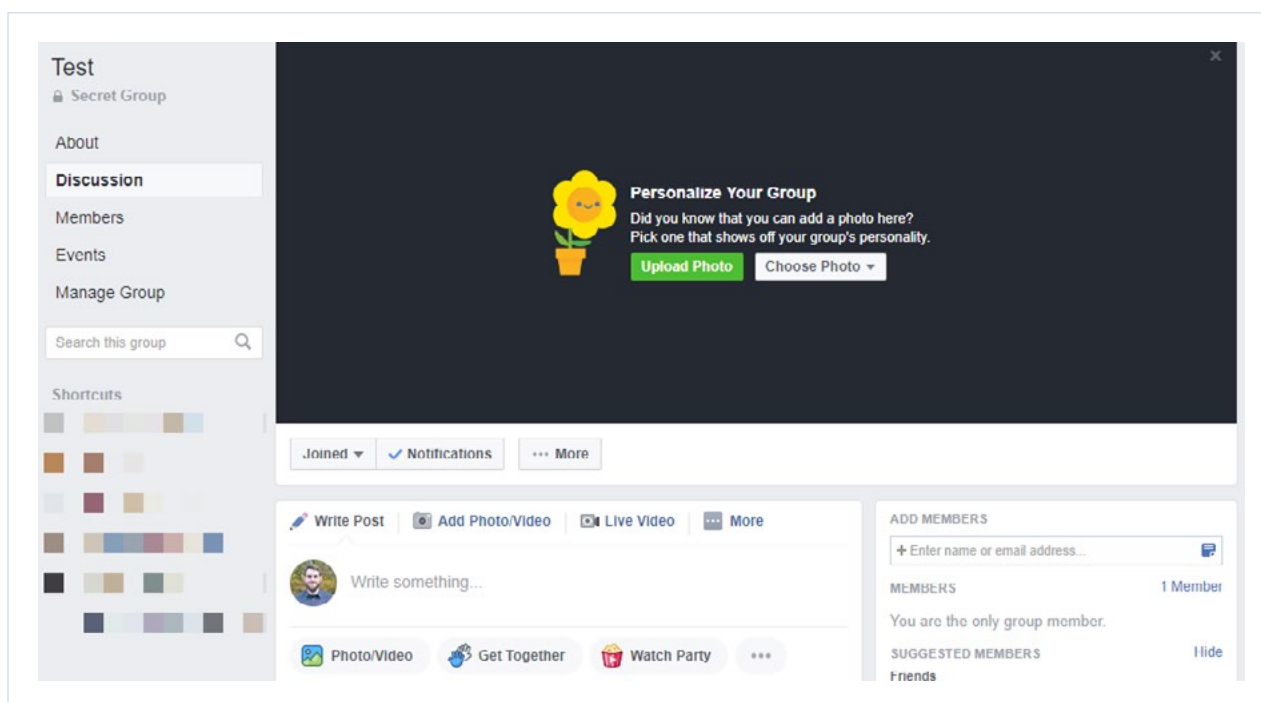 Test
Secret Group
About
Discussion
Members
Events
Manage Group
Search this group
Shortcuts
Personalize Your Group
Did you know that you can add a photo here?
Pick one that shows off your group's personality.
Upload Photo Choose Photo
Joined Notifications More
Write Post Add Photo/Video Live Video More
Write something...
Photo/Video Get Together Watch Party
ADD MEMBERS
+ Enter name or email address...
MEMBERS 1 Member
You are the only group member.
SUGGESTED MEMBERS Hide
Friends